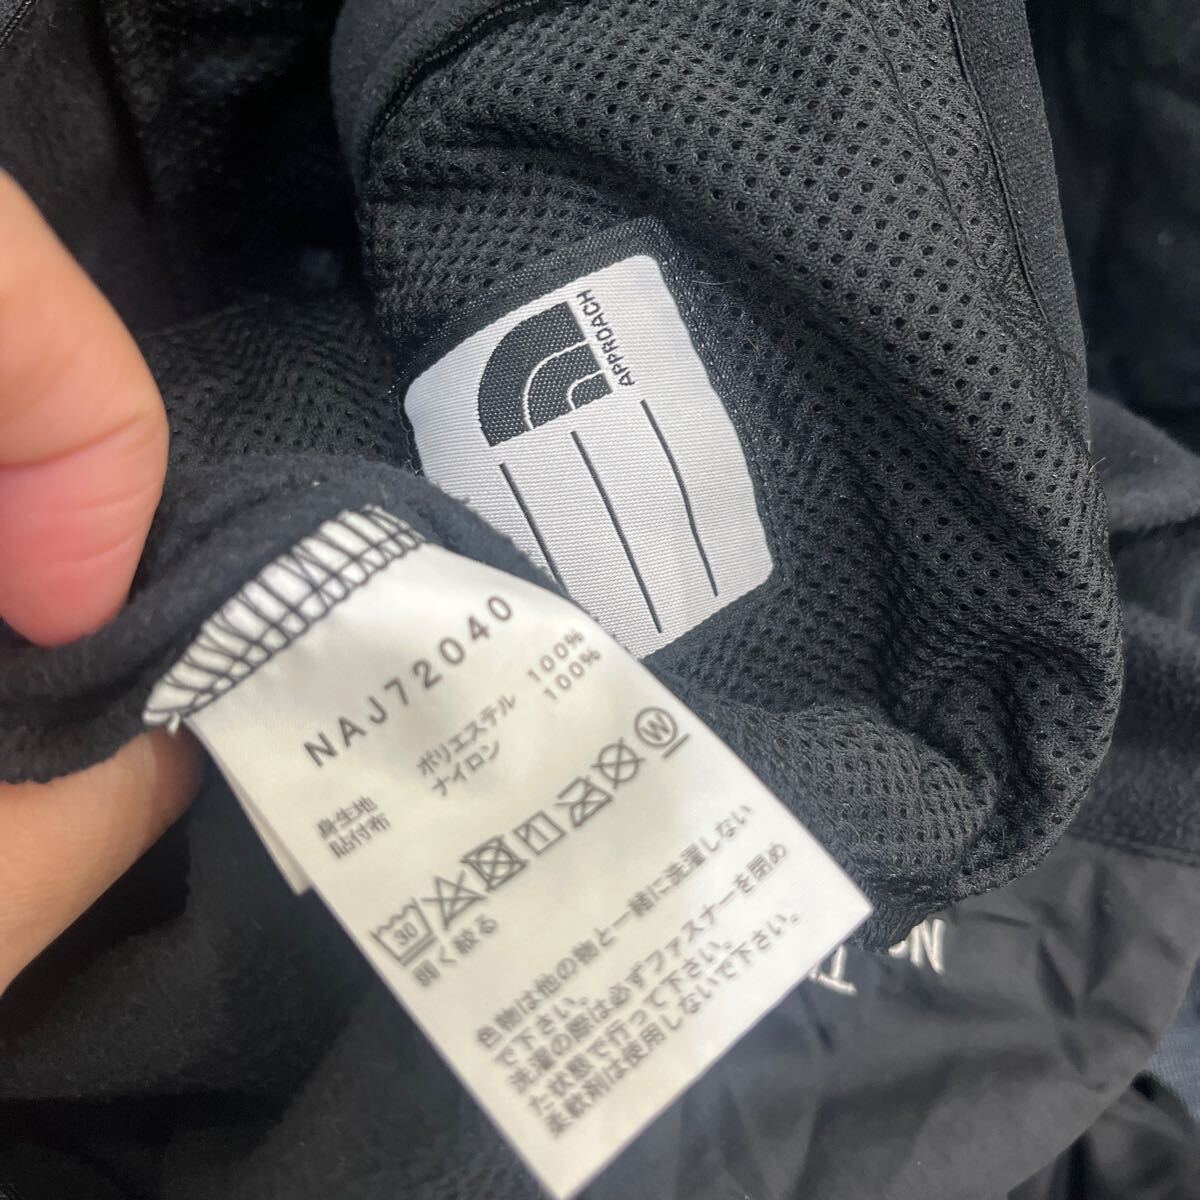 APPROACH
NAJ72040
身生地 ポリエステル 100%
貼付布 ナイロン 100%
30 W
弱く絞る
色物は他の物と一緒に洗濯しない
で下さい。
洗濯の際は必ずファスナーを閉め
た状態で行って下さい。
柔軟剤は使用しないで下さい。